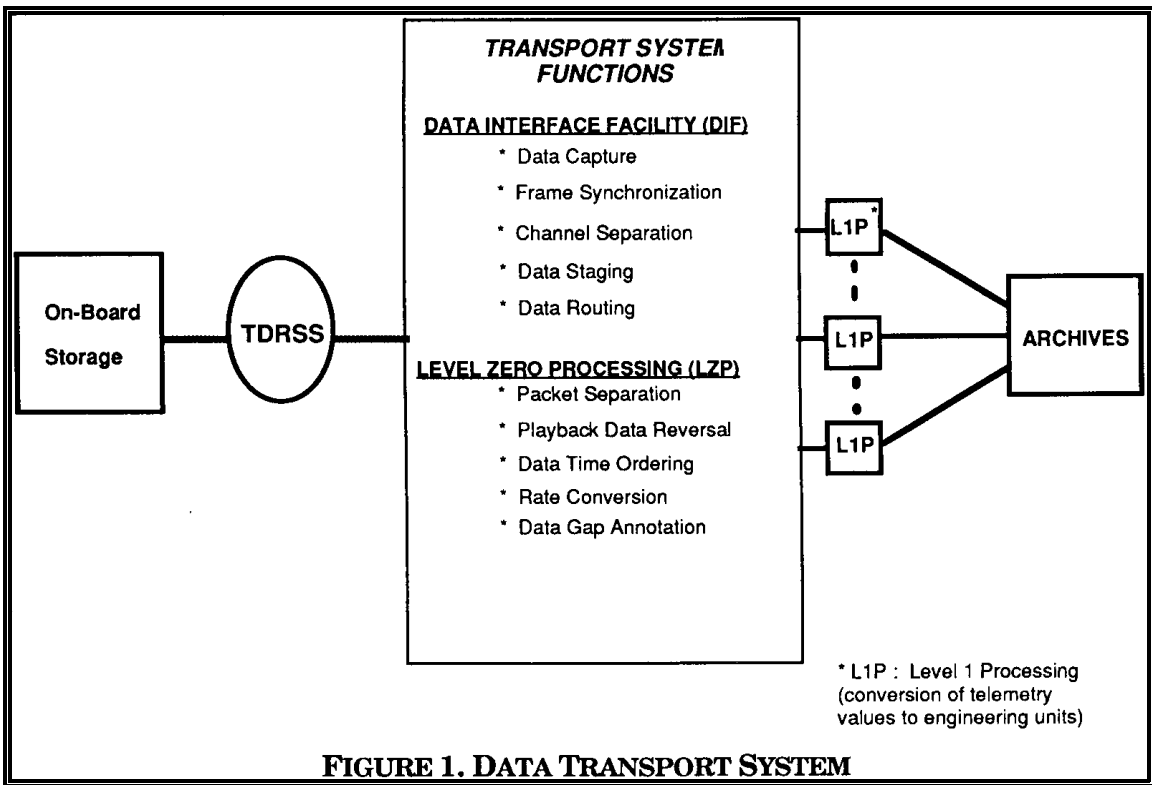 TRANSPORT SYSTEM
FUNCTIONS
DATA INTERFACE FACILITY (DIF)
* Data Capture
* Frame Synchronization
* Channel Separation
* Data Staging
* Data Routing
LEVEL ZERO PROCESSING (LZP)
* Packet Separation
* Playback Data Reversal
* Data Time Ordering
* Rate Conversion
* Data Gap Annotation
On-Board
Storage
TDRSS
L1P*
L1P
L1P
ARCHIVES
* L1P : Level 1 Processing
(conversion of telemetry
values to engineering units)
FIGURE 1. DATA TRANSPORT SYSTEM